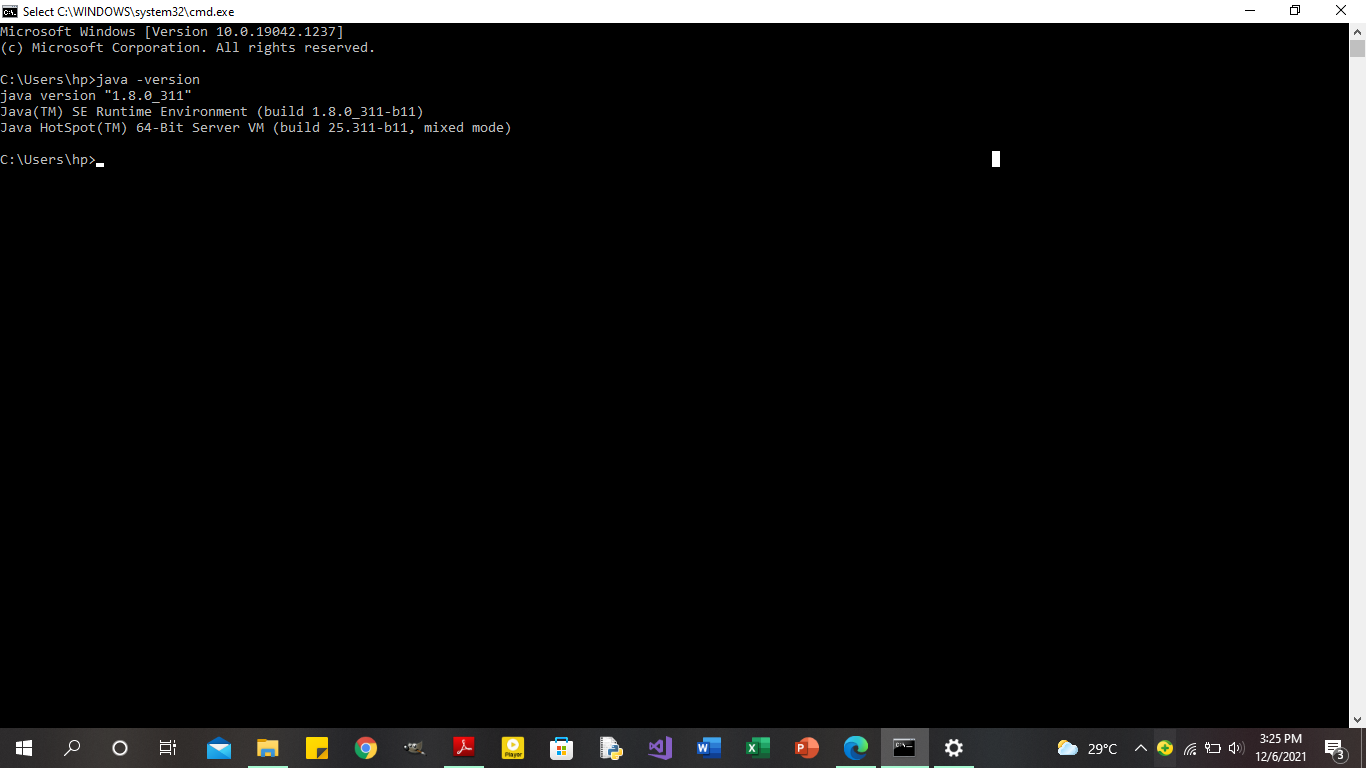 Select C:\WINDOWS\system32\cmd.exe
Microsoft Windows [Version 10.0.19042.1237]
(c) Microsoft Corporation. All rights reserved.
C:\Users\hp>java -version
java version "1.8.0_311"
Java(TM) SE Runtime Environment (build 1.8.0_311-b11)
Java HotSpot(TM) 64-Bit Server VM (build 25.311-b11, mixed mode)
C:\Users\hp>
Player
29°C
3:25 PM
12/6/2021
3